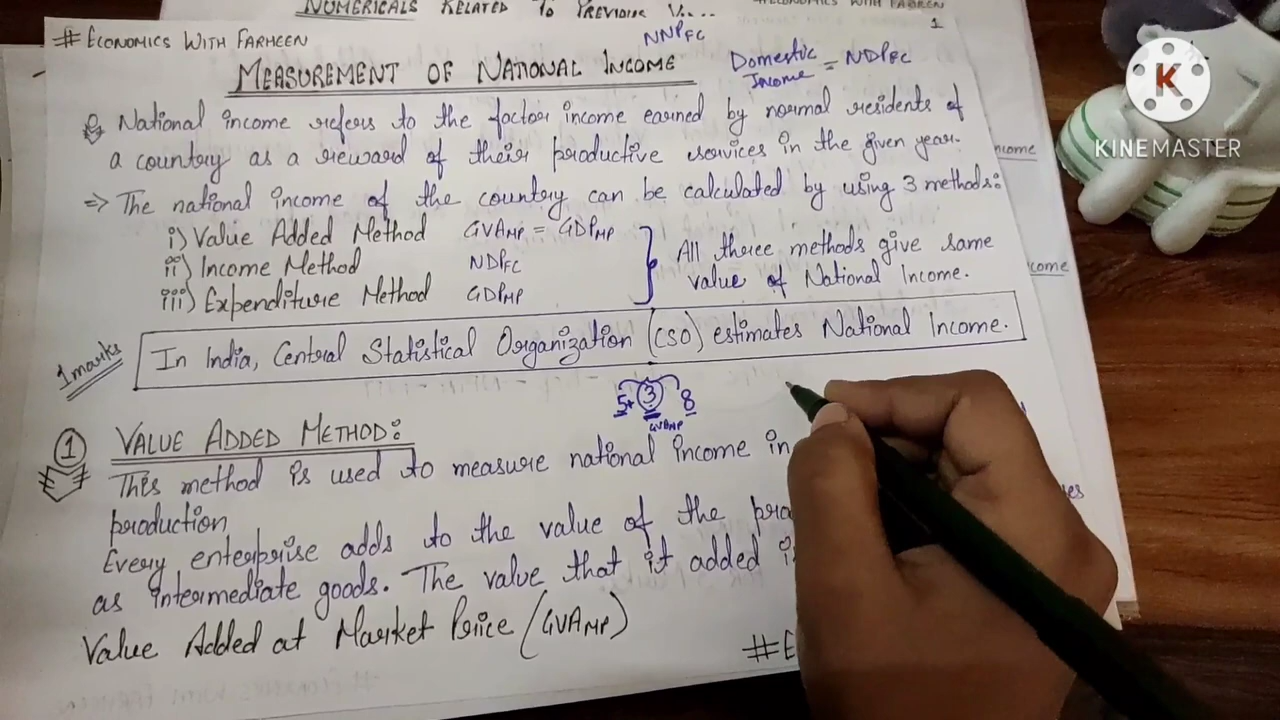 NUMERICALS RELATED TO PREVIOUS
1
# ECONOMICS WITH FARHEEN
NNPFC
MEASUREMENT OF NATIONAL INCOME
Domestic Income = NDPFC
National income refers to the factor income earned by normal residents of
a country as a reward of their productive services in the given year.
⇒ The national income of the country can be calculated by using 3 methods:
i) Value Added Method GVAMP = GDPMP
ii) Income Method NDPFC
iii) Expenditure Method GDPMP
All three methods give same
value of National Income.
1 marks
In India, Central Statistical Organization (CSO) estimates National Income.
5+ 3 8
GVAMP
1 VALUE ADDED METHOD:
This method is used to measure national income in
production
Every enterprise adds to the value of the
as intermediate goods. The value that it added
Value Added at Market Price (GVAMP)
#E
K
KINEMASTER
ncome
come